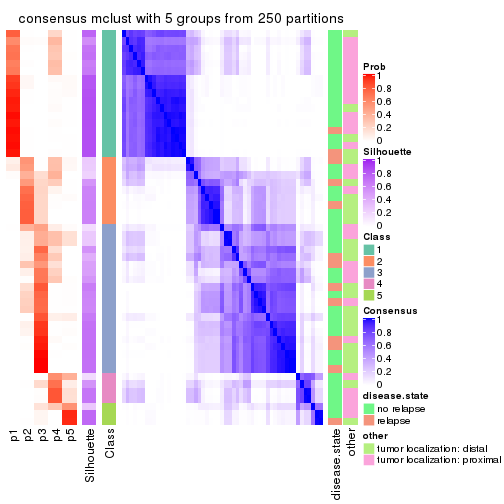 consensus mclust with 5 groups from 250 partitions
Prob
1
0.8
0.6
0.4
0.2
0
Silhouette
1
0.8
0.6
0.4
0.2
0
Class
1
2
3
4
5
Consensus
1
0.8
0.6
0.4
0.2
0
disease.state
no relapse
relapse
other
tumor localization: distal
tumor localization: proximal
p1
p2
p3
p4
p5
Silhouette
Class
disease.state
other